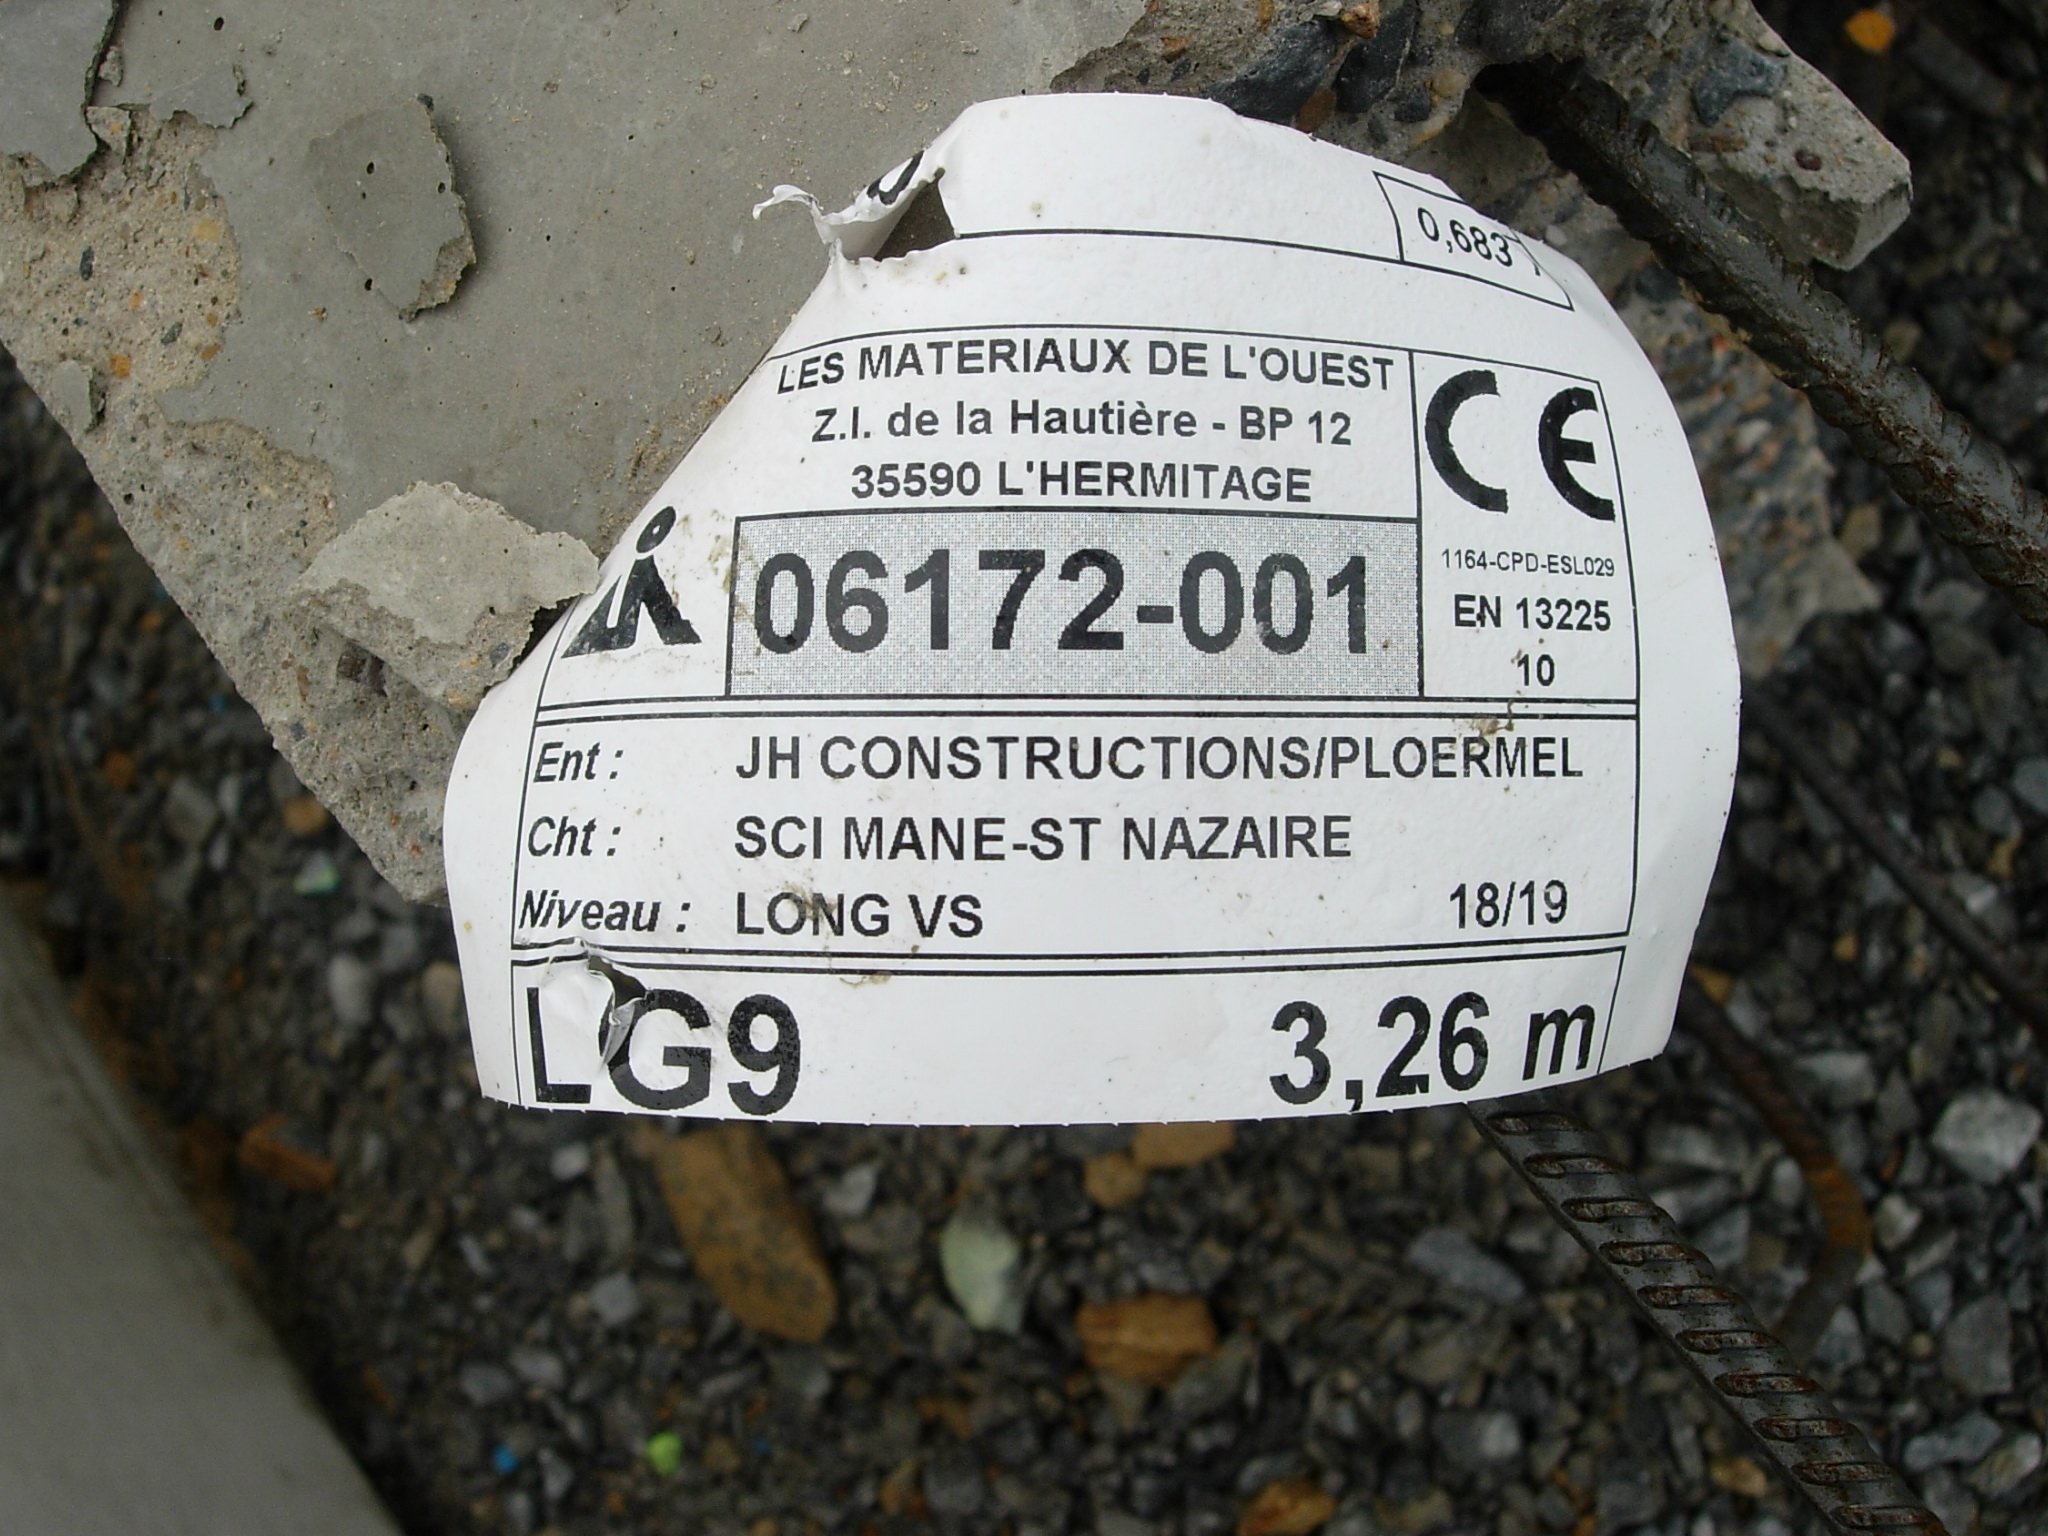 0,683
LES MATERIAUX DE L'OUEST
Z.I. de la Hautière - BP 12
35590 L'HERMITAGE
CE
06172-001
1164-CPD-ESL029
EN 13225
10
Ent : JH CONSTRUCTIONS/PLOERMEL
Cht : SCI MANE-ST NAZAIRE
Niveau : LONG VS 18/19
LG9 3,26 m